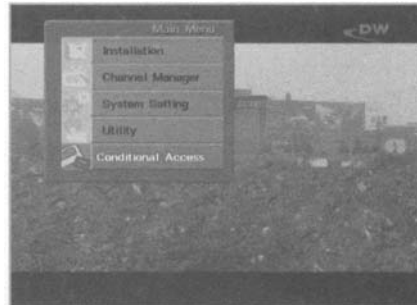 Main Menu
DW
Installation
Channel Manager
System Setting
Utility
Conditional Access